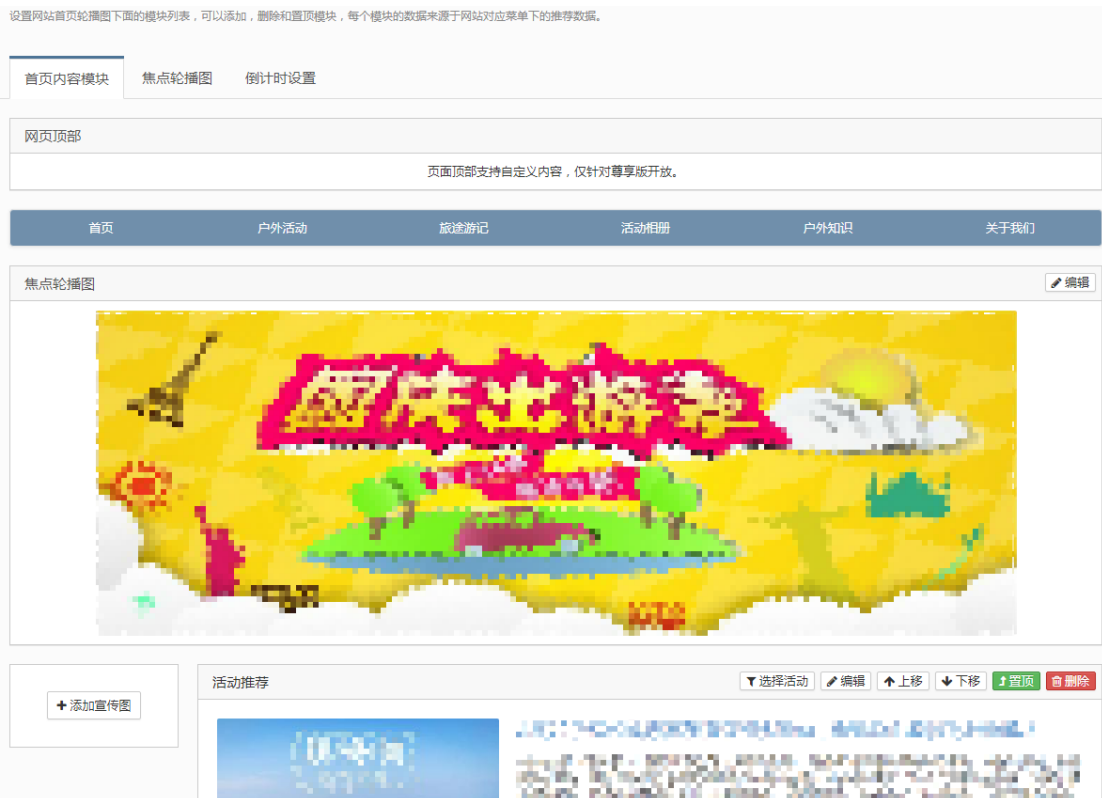 设置网站首页轮播图下面的模块列表，可以添加，删除和置顶模块，每个模块的数据来源于网站对应菜单下的推荐数据。
首页内容模块 焦点轮播图 倒计时设置
网页顶部
页面顶部支持自定义内容，仅针对尊享版开放。
首页 户外活动 旅途游记 活动相册 户外知识 关于我们
焦点轮播图 编辑
添加宣传图
活动推荐 选择活动 编辑 上移 下移 置顶 删除